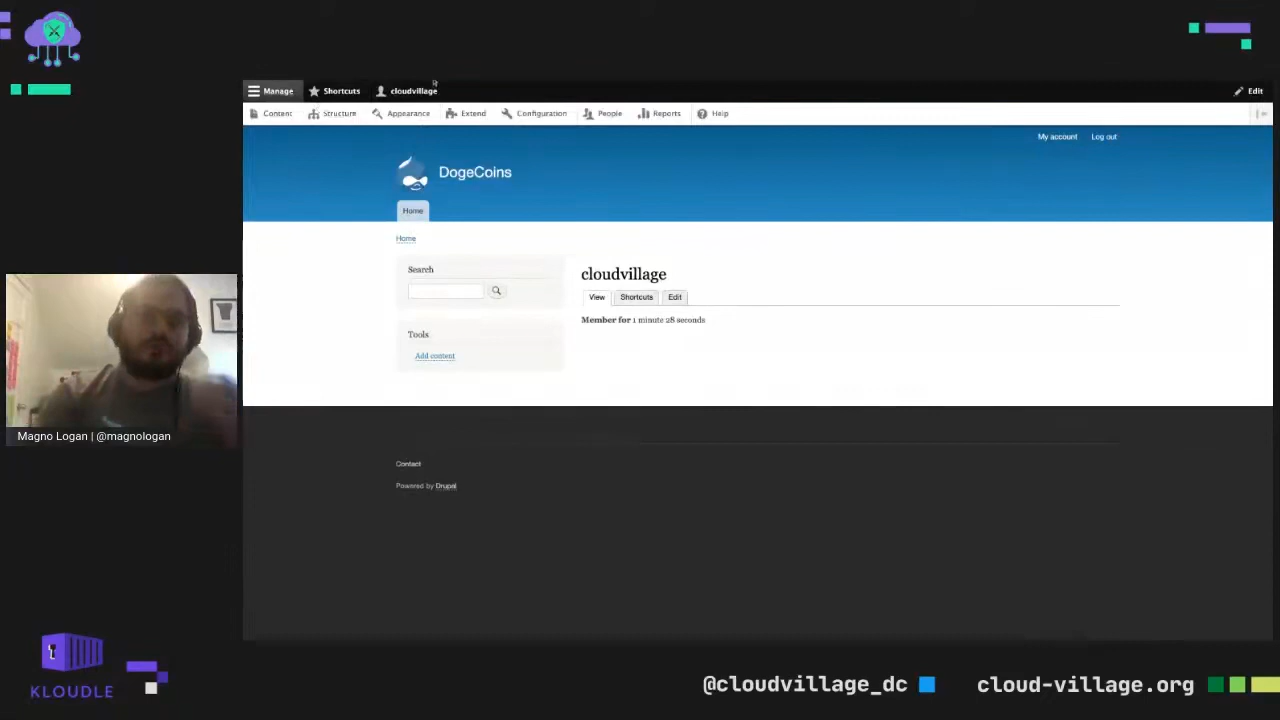 Manage Shortcuts cloudvillage Edit
Content Structure Appearance Extend Configuration People Reports Help
My account Log out
DogeCoins
Home
Home
Search
cloudvillage
View Shortcuts Edit
Member for 1 minute 28 seconds
Tools
Add content
Magno Logan | @magnologan
Contact
Powered by Drupal
KLOUDLE
@cloudvillage_dc
cloud-village.org